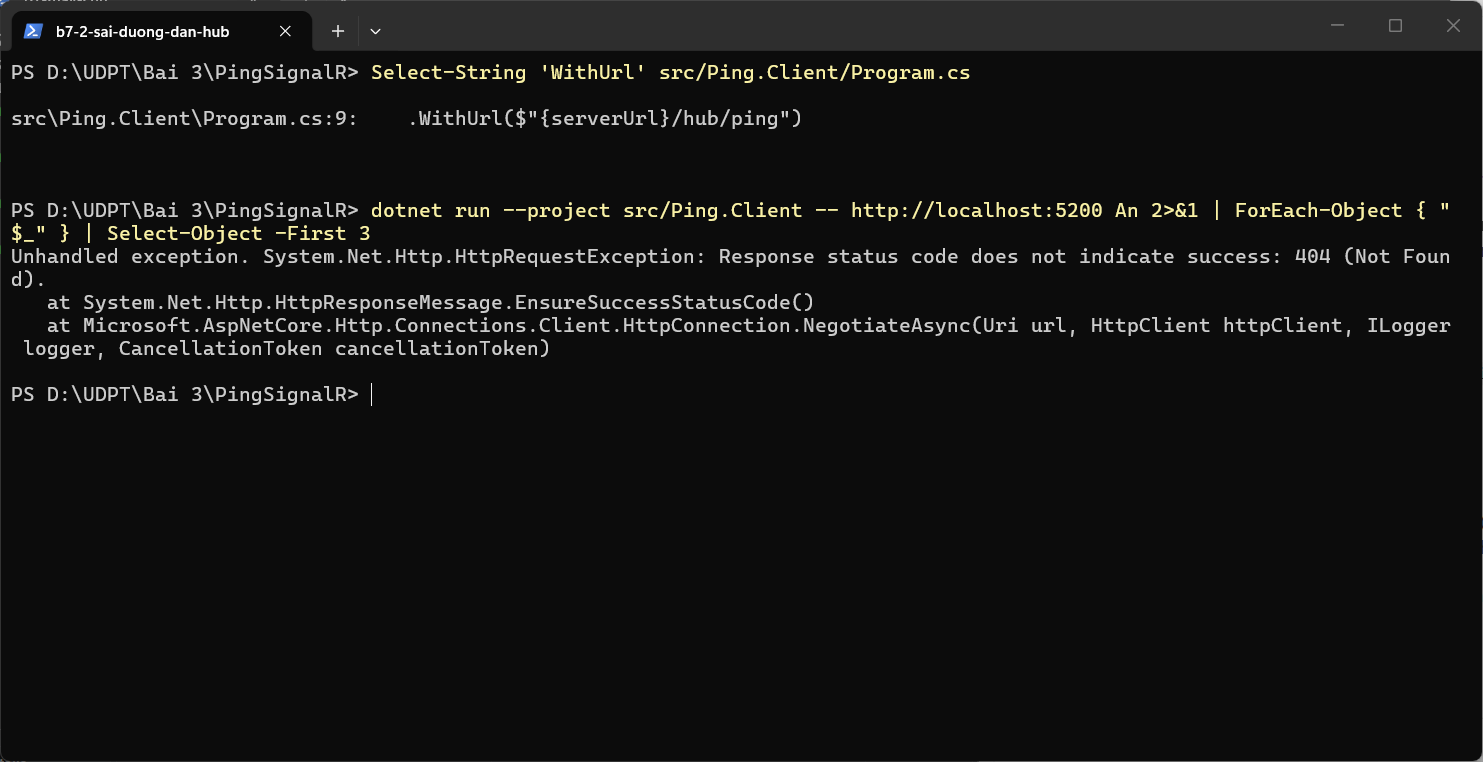 b7-2-sai-duong-dan-hub
PS D:\UDPT\Bai 3\PingSignalR> Select-String 'WithUrl' src/Ping.Client/Program.cs
src\Ping.Client\Program.cs:9:    .WithUrl($"{serverUrl}/hub/ping")
PS D:\UDPT\Bai 3\PingSignalR> dotnet run --project src/Ping.Client -- http://localhost:5200 An 2>&1 | ForEach-Object { "
$_" } | Select-Object -First 3
Unhandled exception. System.Net.Http.HttpRequestException: Response status code does not indicate success: 404 (Not Foun
d).
   at System.Net.Http.HttpResponseMessage.EnsureSuccessStatusCode()
   at Microsoft.AspNetCore.Http.Connections.Client.HttpConnection.NegotiateAsync(Uri url, HttpClient httpClient, ILogger
 logger, CancellationToken cancellationToken)
PS D:\UDPT\Bai 3\PingSignalR>